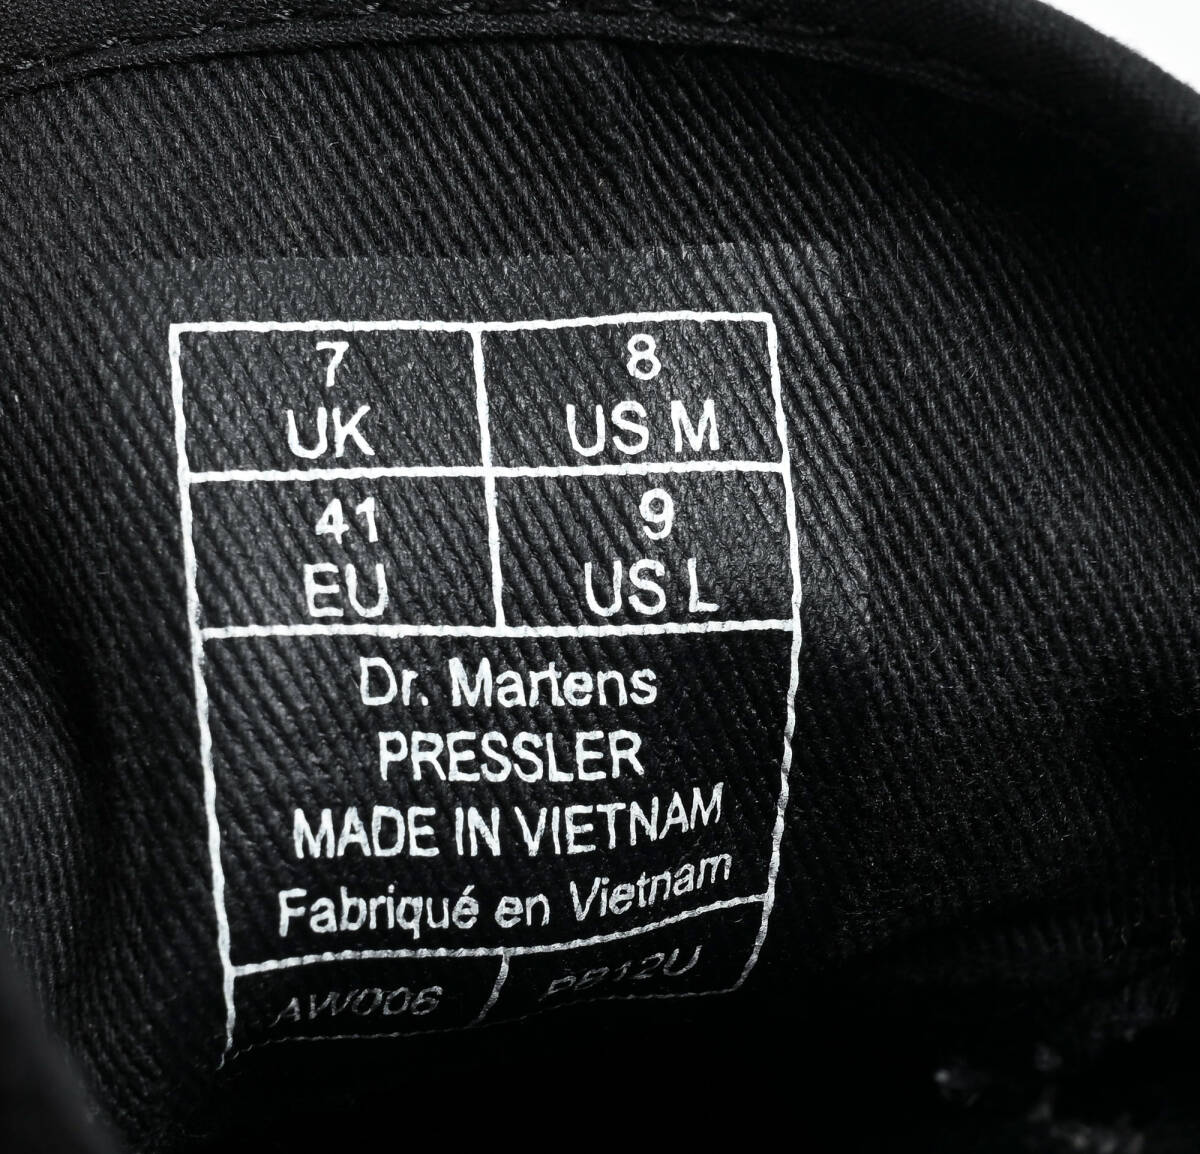 7
UK
8
US M
41
EU
9
US L
Dr. Martens
PRESSLER
MADE IN VIETNAM
Fabriqué en Vietnam
AW006